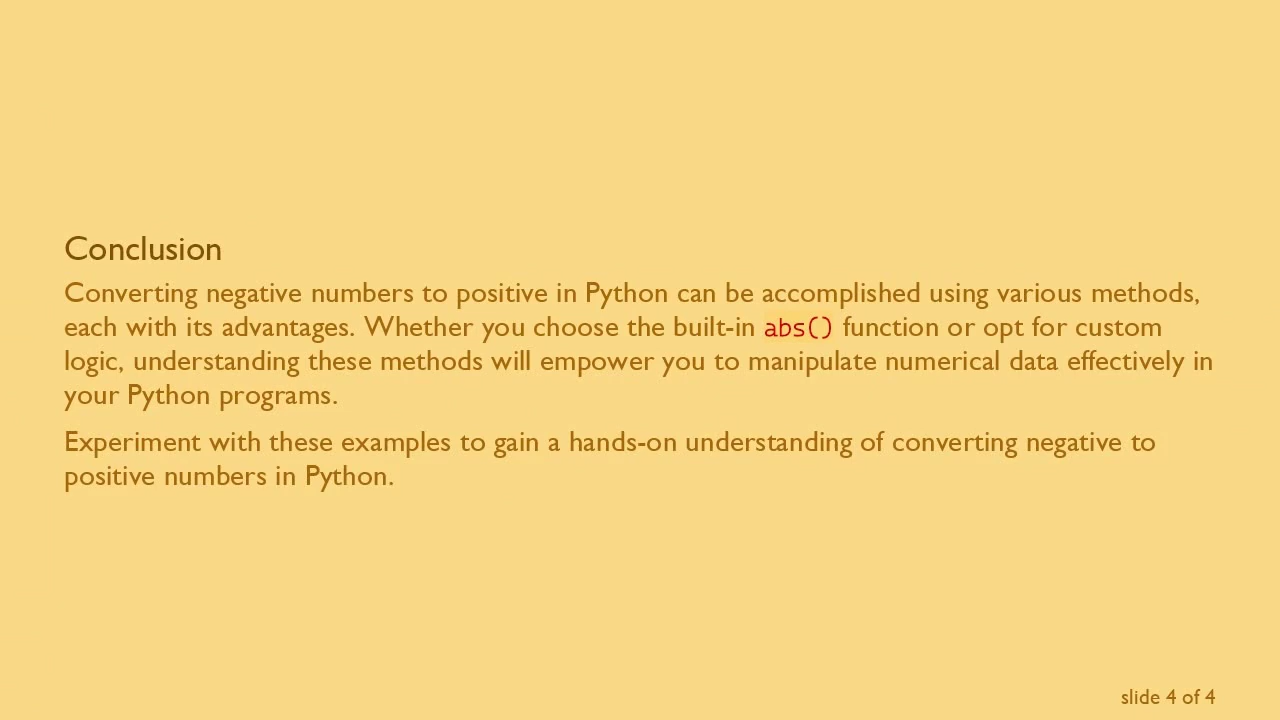 Conclusion
Converting negative numbers to positive in Python can be accomplished using various methods,
each with its advantages. Whether you choose the built-in abs() function or opt for custom
logic, understanding these methods will empower you to manipulate numerical data effectively in
your Python programs.
Experiment with these examples to gain a hands-on understanding of converting negative to
positive numbers in Python.
slide 4 of 4